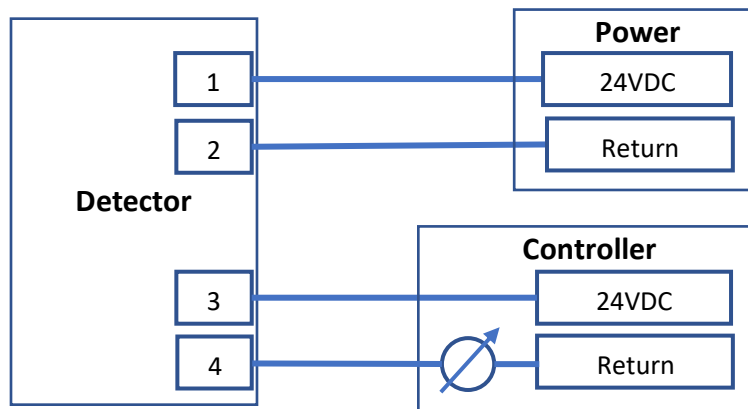 Power
1
24VDC
2
Return
Detector
Controller
3
24VDC
4
Return